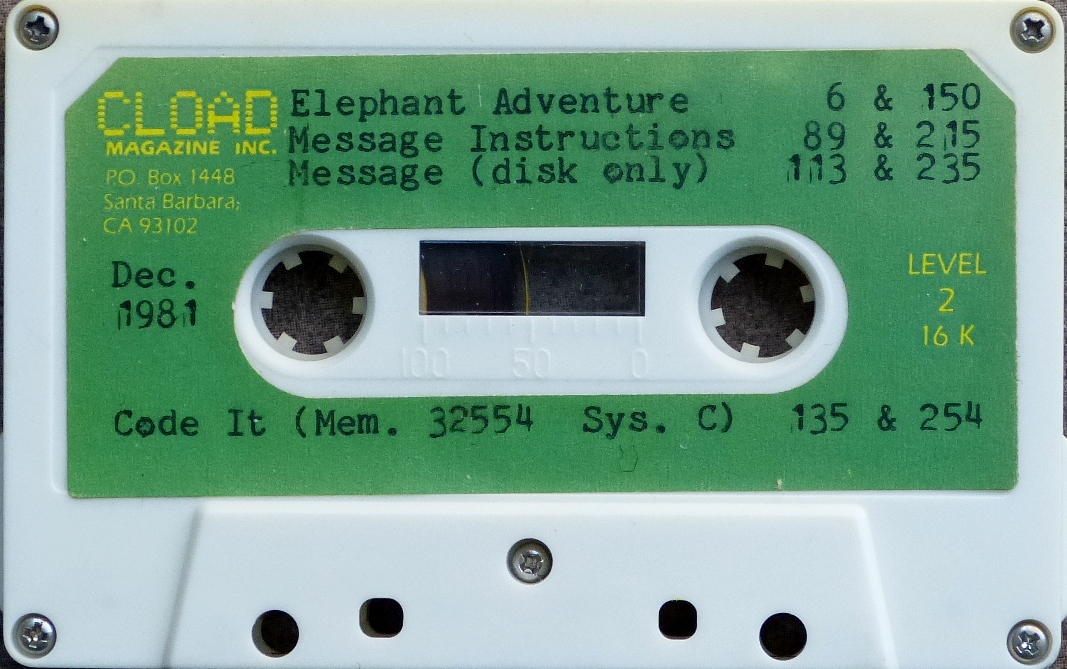 CLOAD
MAGAZINE INC.
P.O. Box 1448
Santa Barbara,
CA 93102
Elephant Adventure 6 & 150
Message Instructions 89 & 215
Message (disk only) 113 & 235
Dec.
1981
LEVEL
2
16 K
100 50 0
Code It (Mem. 32554 Sys. C) 135 & 254